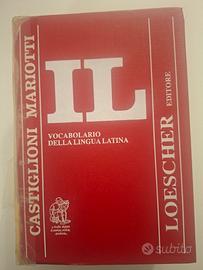 CASTIGLIONI MARIOTTI
IL
VOCABOLARIO
DELLA LINGUA LATINA
LOESCHER EDITORE
subito